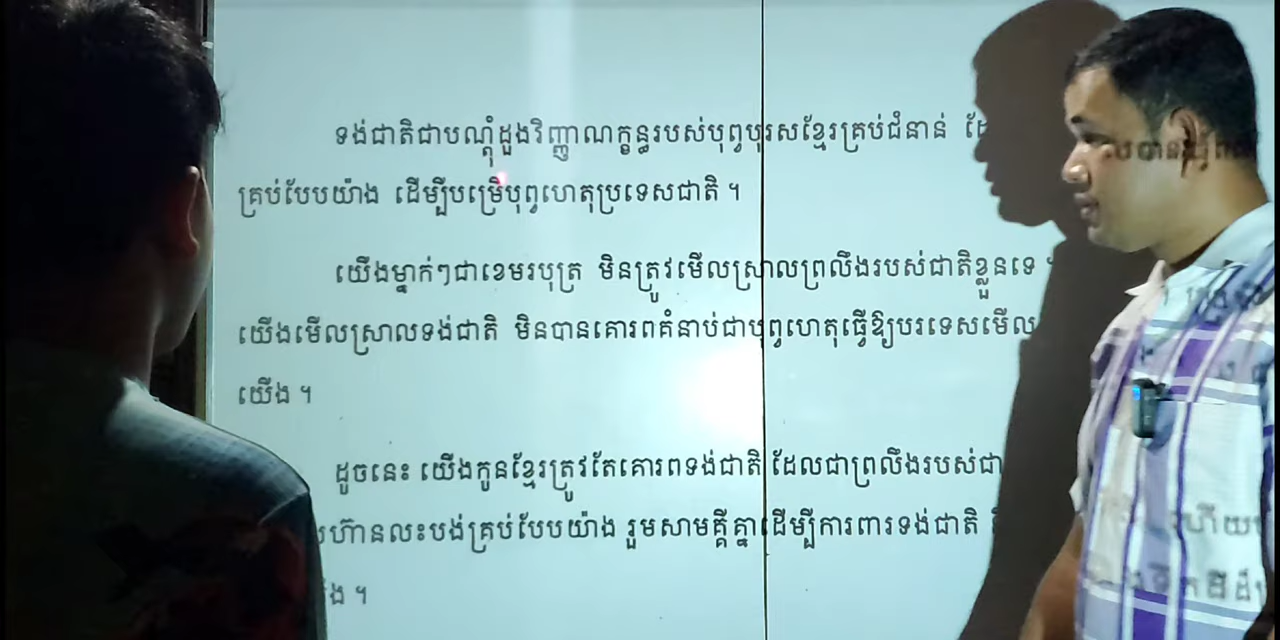 ទង់ជាតិជាបណ្តុំដួងវិញ្ញាណក្ខន្ធរបស់បុព្វបុរសខ្មែរគ្រប់ជំនាន់
គ្រប់បែបយ៉ាង ដើម្បីបម្រើបុព្វហេតុប្រទេសជាតិ ។
យើងម្នាក់ៗជាខេមរបុត្រ មិនត្រូវមើលស្រាលព្រលឹងរបស់ជាតិខ្លួនទេ
យើងមើលស្រាលទង់ជាតិ មិនបានគោរពគំនាប់ជាបុព្វហេតុធ្វើឱ្យបរទេសមើល
យើង ។
ដូចនេះ យើងកូនខ្មែរត្រូវតែគោរពទង់ជាតិ ដែលជាព្រលឹងរបស់ជា
ហ៊ានលះបង់គ្រប់បែបយ៉ាង រួមសាមគ្គីគ្នាដើម្បីការពារទង់ជាតិ